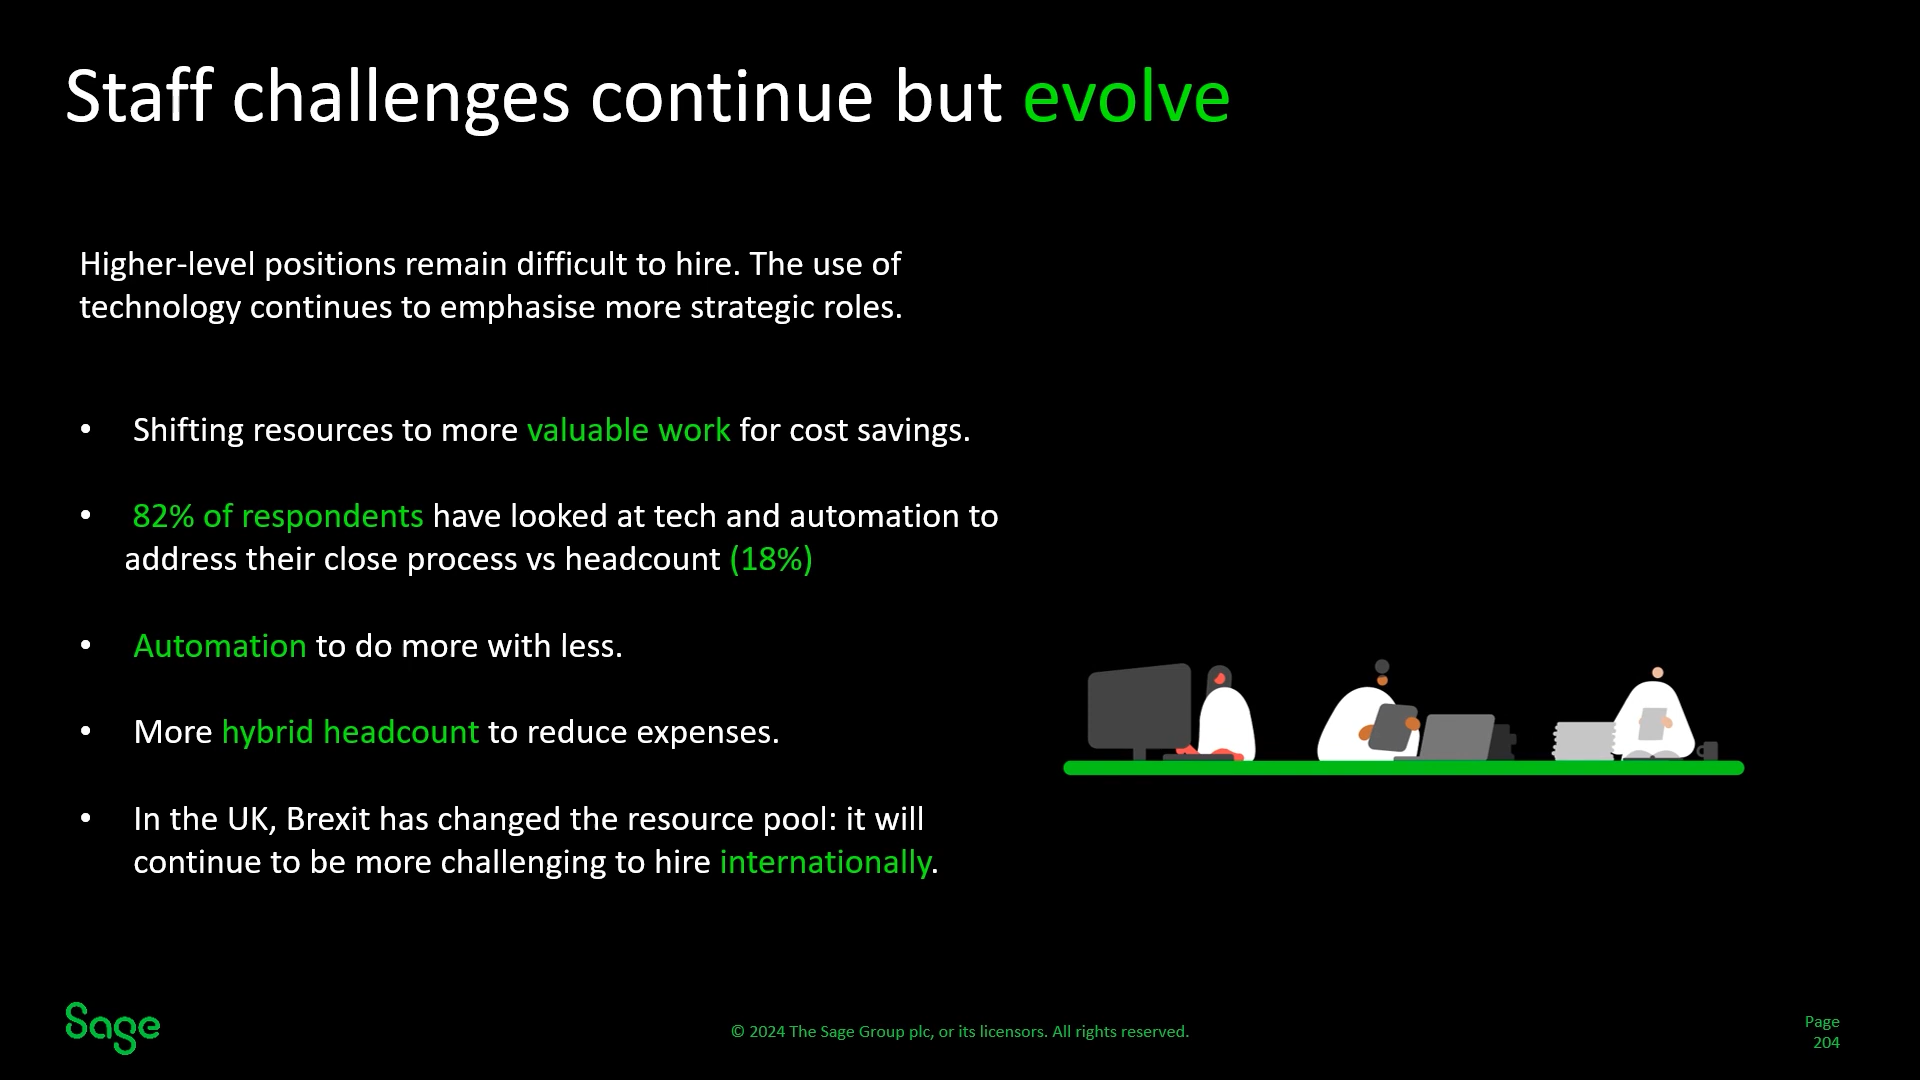 Staff challenges continue but evolve
Higher-level positions remain difficult to hire. The use of
technology continues to emphasise more strategic roles.
• Shifting resources to more valuable work for cost savings.
• 82% of respondents have looked at tech and automation to
address their close process vs headcount (18%)
• Automation to do more with less.
• More hybrid headcount to reduce expenses.
• In the UK, Brexit has changed the resource pool: it will
continue to be more challenging to hire internationally.
Sage
© 2024 The Sage Group plc, or its licensors. All rights reserved.
Page
204